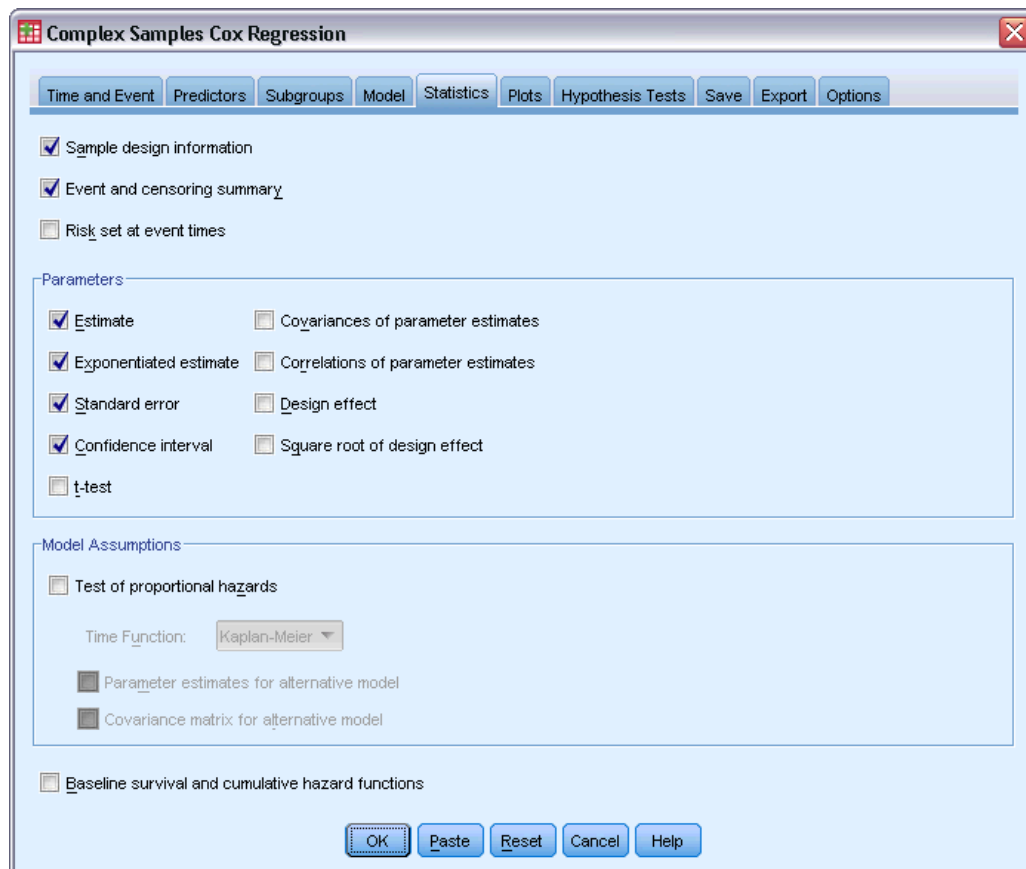 Complex Samples Cox Regression
Time and Event Predictors Subgroups Model Statistics Plots Hypothesis Tests Save Export Options
Sample design information
Event and censoring summary
Risk set at event times
Parameters
Estimate Covariances of parameter estimates
Exponentiated estimate Correlations of parameter estimates
Standard error Design effect
Confidence interval Square root of design effect
t-test
Model Assumptions
Test of proportional hazards
Time Function: Kaplan-Meier
Parameter estimates for alternative model
Covariance matrix for alternative model
Baseline survival and cumulative hazard functions
OK Paste Reset Cancel Help